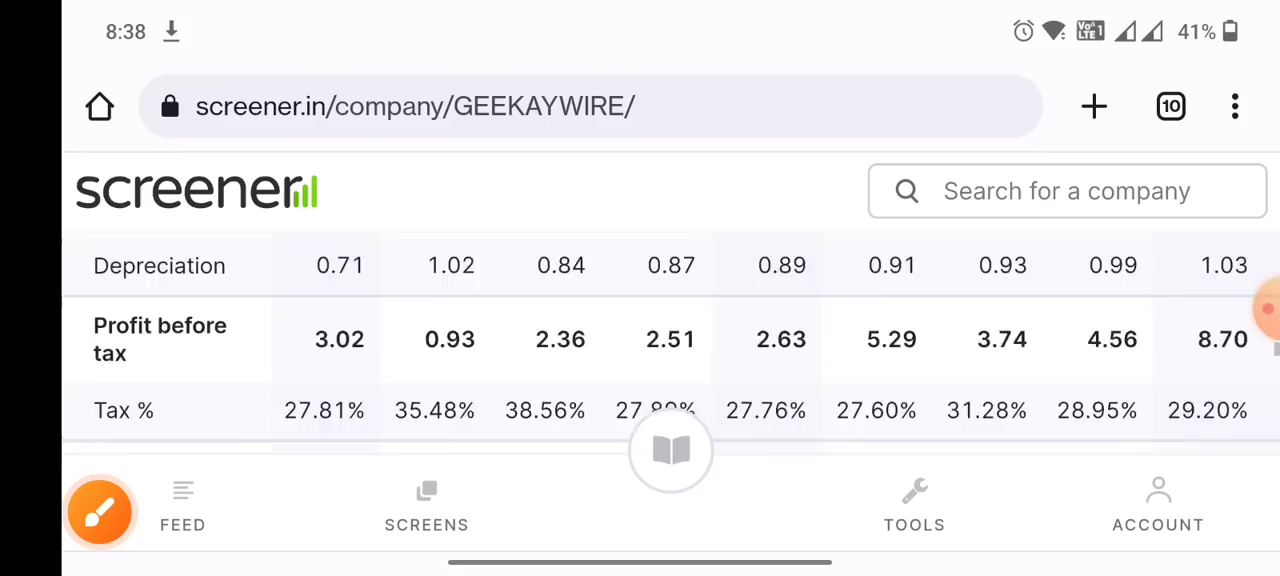 8:38 Vo1 LTE 41%
screener.in/company/GEEKAYWIRE/ 10
screener Search for a company
Depreciation 0.71 1.02 0.84 0.87 0.89 0.91 0.93 0.99 1.03
Profit before
tax 3.02 0.93 2.36 2.51 2.63 5.29 3.74 4.56 8.70
Tax % 27.81% 35.48% 38.56% 27.76% 27.60% 31.28% 28.95% 29.20%
FEED SCREENS TOOLS ACCOUNT